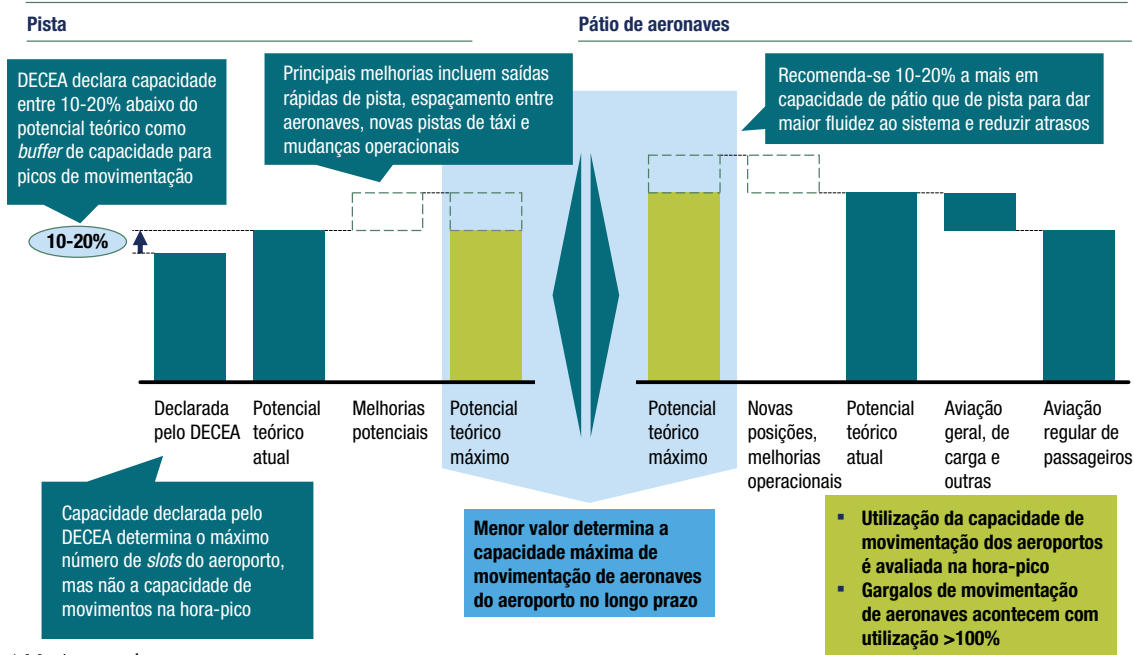 Pista
Pátio de aeronaves
DECEA declara capacidade
entre 10-20% abaixo do
potencial teórico como
buffer de capacidade para
picos de movimentação
Principais melhorias incluem saídas
rápidas de pista, espaçamento entre
aeronaves, novas pistas de táxi e
mudanças operacionais
Recomenda-se 10-20% a mais em
capacidade de pátio que de pista para dar
maior fluidez ao sistema e reduzir atrasos
10-20%
Declarada
pelo DECEA
Potencial
teórico
atual
Melhorias
potenciais
Potencial
teórico
máximo
Potencial
teórico
máximo
Novas
posições,
melhorias
operacionais
Potencial
teórico
atual
Aviação
geral, de
carga e
outras
Aviação
regular de
passageiros
Capacidade declarada pelo
DECEA determina o máximo
número de slots do aeroporto,
mas não a capacidade de
movimentos na hora-pico
Menor valor determina a
capacidade máxima de
movimentação de aeronaves
do aeroporto no longo prazo
▪ Utilização da capacidade de
movimentação dos aeroportos
é avaliada na hora-pico
▪ Gargalos de movimentação
de aeronaves acontecem com
utilização >100%